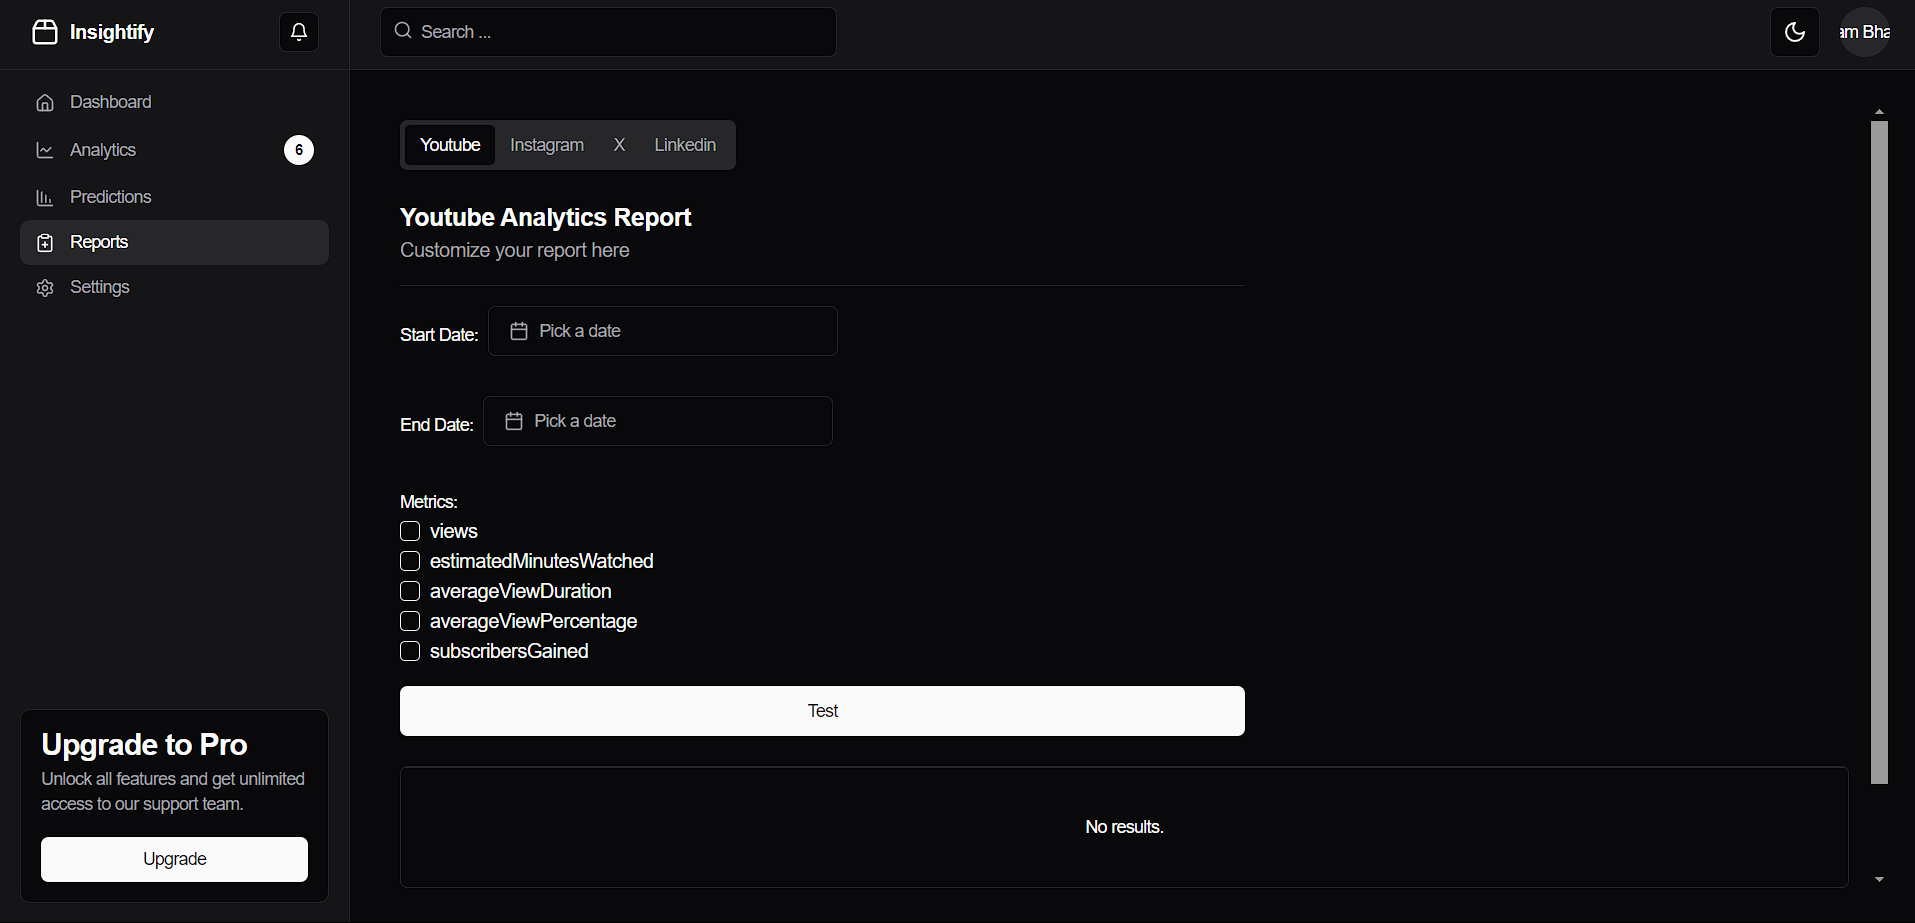 Insightify
Search ...
am Bha
Dashboard
Analytics
6
Predictions
Reports
Settings
Youtube
Instagram
X
Linkedin
Youtube Analytics Report
Customize your report here
Start Date:
Pick a date
End Date:
Pick a date
Metrics:
views
estimatedMinutesWatched
averageViewDuration
averageViewPercentage
subscribersGained
Test
No results.
Upgrade to Pro
Unlock all features and get unlimited
access to our support team.
Upgrade